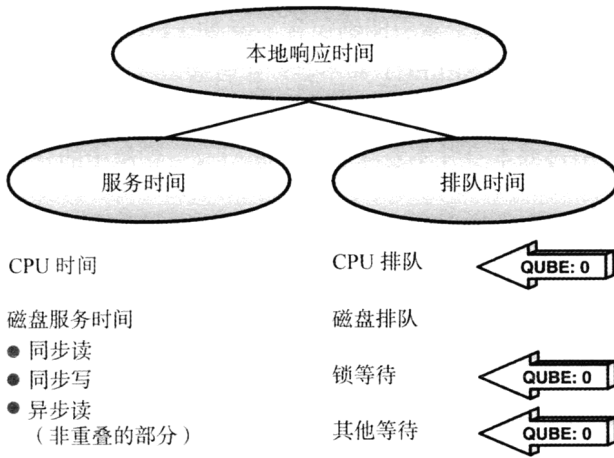 本地响应时间
服务时间
排队时间
CPU 时间
CPU 排队
QUBE: 0
磁盘服务时间
磁盘排队
● 同步读
● 同步写
锁等待
QUBE: 0
● 异步读
（非重叠的部分）
其他等待
QUBE: 0